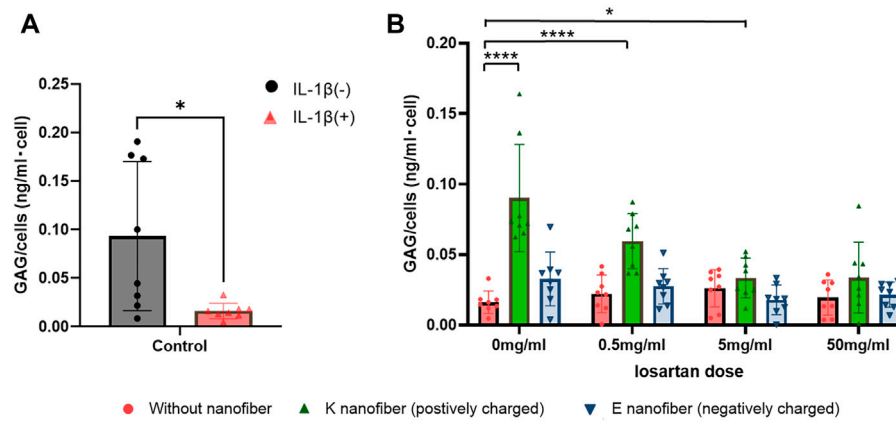 A
B
GAG/cells (ng/ml·cell)
0.25
0.20
0.15
0.10
0.05
0.00
*
Control
IL-1β(-)
IL-1β(+)
GAG/cells (ng/ml·cell)
0.20
0.15
0.10
0.05
0.00
*
****
****
0mg/ml
0.5mg/ml
5mg/ml
50mg/ml
losartan dose
Without nanofiber
K nanofiber (postively charged)
E nanofiber (negatively charged)